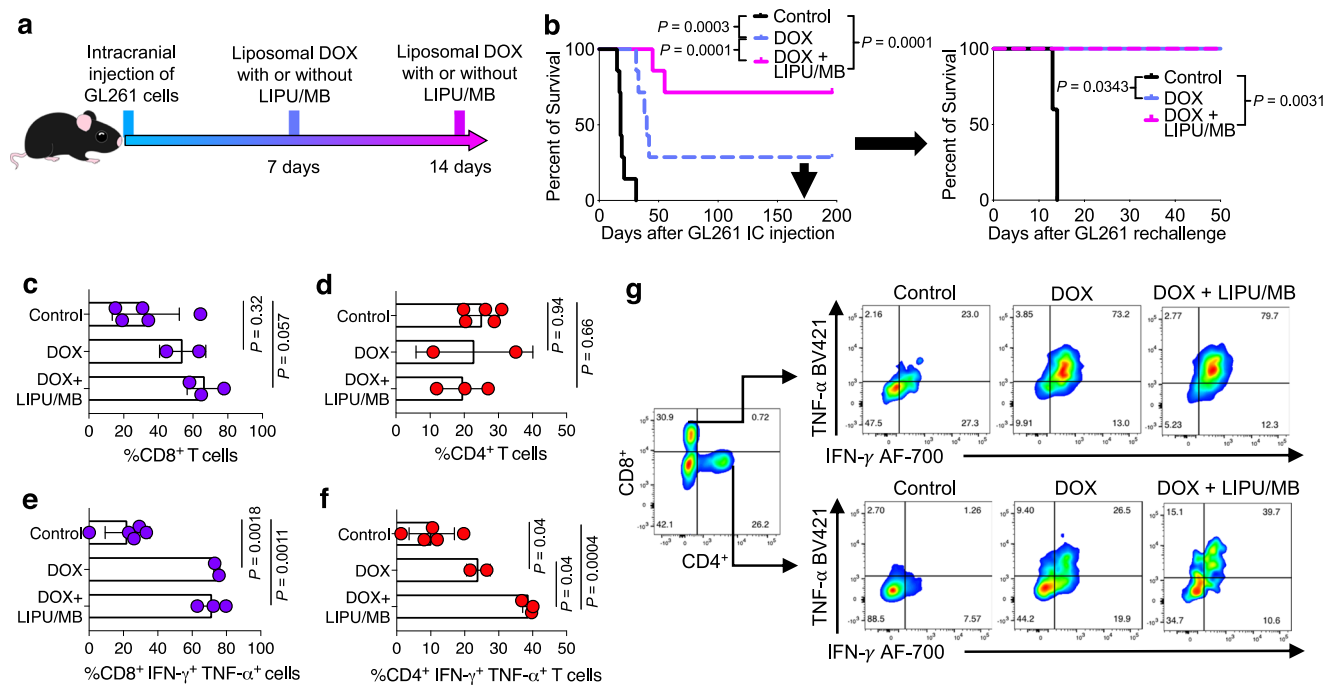 a
Intracranial
injection of
GL261 cells
Liposomal DOX
with or without
LIPU/MB
Liposomal DOX
with or without
LIPU/MB
7 days
14 days
b
P = 0.0003
P = 0.0001
Control
DOX
DOX +
LIPU/MB
P = 0.0001
Percent of Survival
100
50
0
0 50 100 150 200
Days after GL261 IC injection
Percent of Survival
100
50
0
P = 0.0343
Control
DOX
DOX +
LIPU/MB
P = 0.0031
0 10 20 30 40 50
Days after GL261 rechallenge
c
Control
DOX
DOX+
LIPU/MB
P = 0.32
P = 0.057
0 20 40 60 80 100
%CD8⁺ T cells
d
Control
DOX
DOX+
LIPU/MB
P = 0.94
P = 0.66
0 10 20 30 40 50
%CD4⁺ T cells
e
Control
DOX
DOX+
LIPU/MB
P = 0.0018
P = 0.0011
0 20 40 60 80 100
%CD8⁺ IFN-γ⁺ TNF-α⁺ cells
f
Control
DOX
DOX+
LIPU/MB
P = 0.04
P = 0.04
P = 0.0004
0 10 20 30 40 50
%CD4⁺ IFN-γ⁺ TNF-α⁺ T cells
g
30.9 0.72
42.1 26.2
CD8⁺
CD4⁺
Control DOX DOX + LIPU/MB
TNF-α BV421
2.16 23.0
47.5 27.3
3.85 73.2
9.91 13.0
2.77 79.7
5.23 12.3
IFN-γ AF-700
Control DOX DOX + LIPU/MB
TNF-α BV421
2.70 1.26
88.5 7.57
9.40 26.5
44.2 19.9
15.1 39.7
34.7 10.6
IFN-γ AF-700